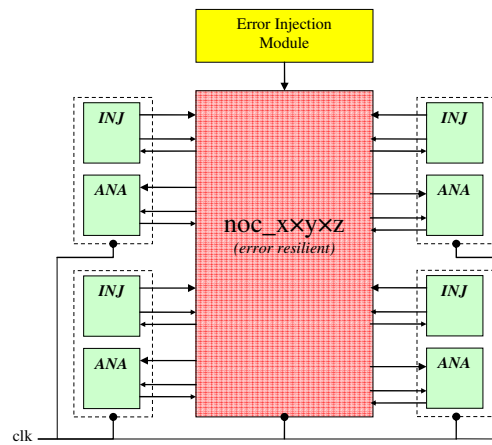 Error Injection
Module
INJ
INJ
ANA
ANA
noc_x×y×z
(error resilient)
INJ
INJ
ANA
ANA
clk